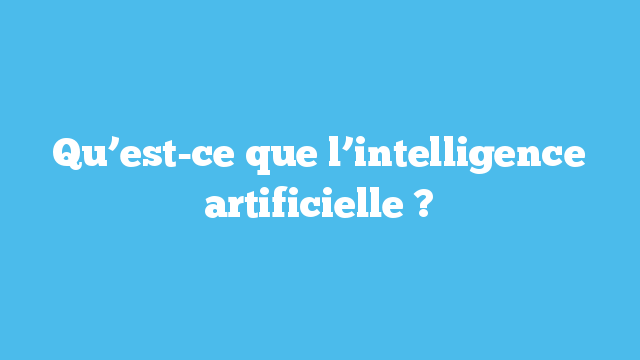 Qu’est-ce que l’intelligence
artificielle ?